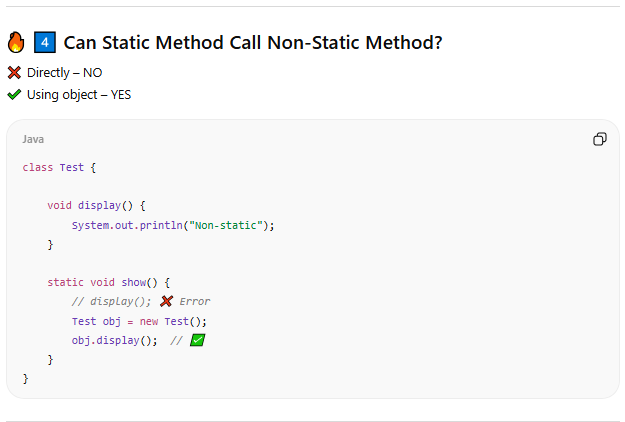 🔥 4️⃣ Can Static Method Call Non-Static Method?
❌ Directly – NO
✔ Using object – YES
Java
class Test {
    void display() {
        System.out.println("Non-static");
    }
    static void show() {
        // display(); ❌ Error
        Test obj = new Test();
        obj.display();  // ✅
    }
}